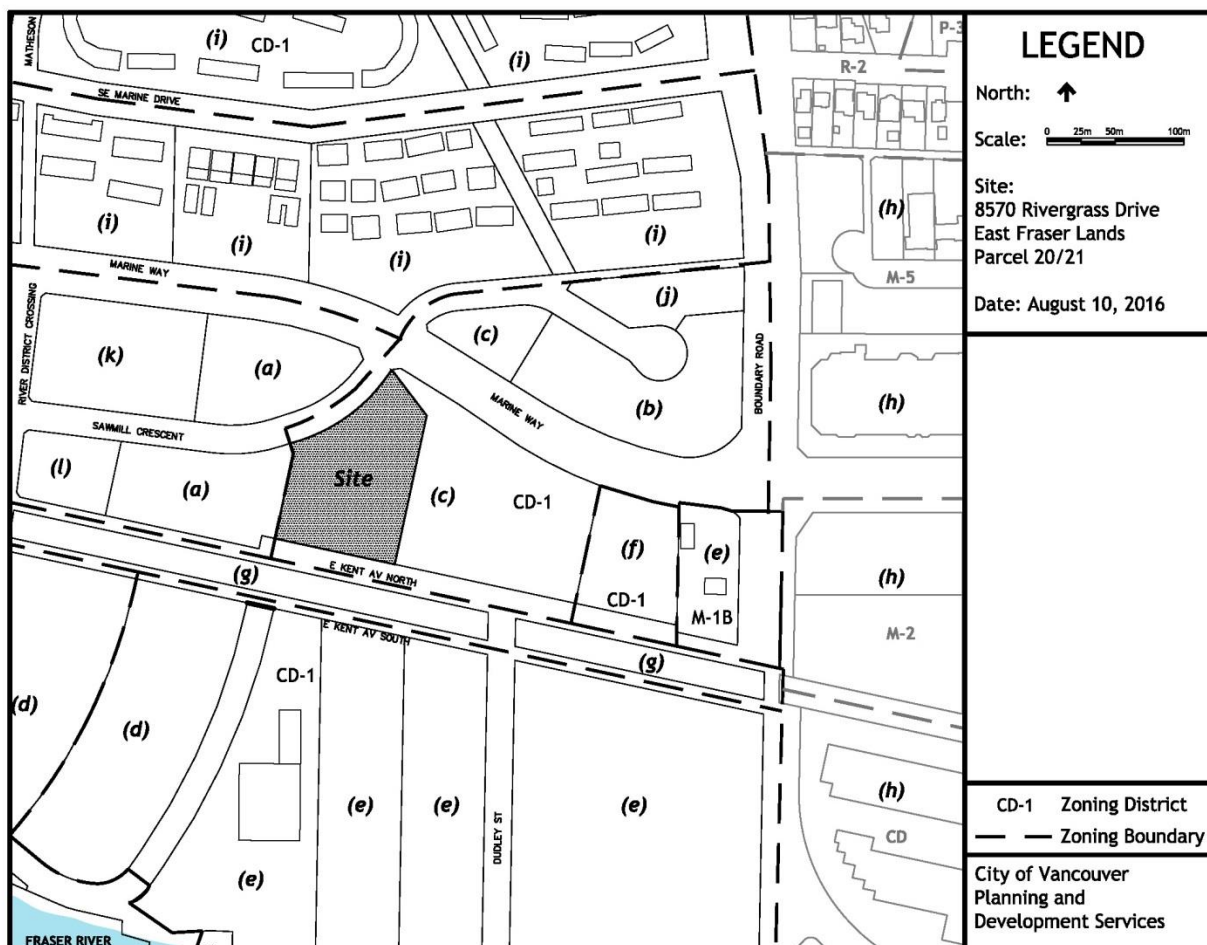 MATHESON
(i)
CD-1
(i)
SE MARINE DRIVE
P-3
R-2
(i)
(i)
(i)
(i)
(h)
MARINE WAY
M-5
RIVER DISTRICT CROSSING
(k)
(a)
(c)
(j)
(b)
BOUNDARY ROAD
(h)
MARINE WAY
SAWMILL CRESCENT
(l)
(a)
Site
(c)
CD-1
(f)
CD-1
(e)
M-1B
(h)
M-2
E KENT AV NORTH
(g)
E KENT AV SOUTH
(g)
CD-1
(d)
(d)
(e)
(e)
(e)
(e)
DUDLEY ST
(h)
CD
FRASER RIVER
LEGEND
North:
Scale: 0 25m 50m 100m
Site:
8570 Rivergrass Drive
East Fraser Lands
Parcel 20/21
Date: August 10, 2016
CD-1 Zoning District
Zoning Boundary
City of Vancouver
Planning and
Development Services